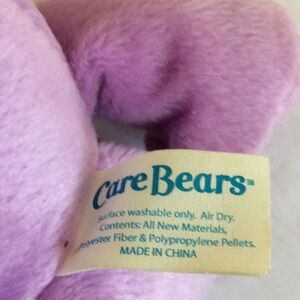 Care Bears™
Surface washable only. Air Dry.
Contents: All New Materials,
Polyester Fiber & Polypropylene Pellets.
MADE IN CHINA